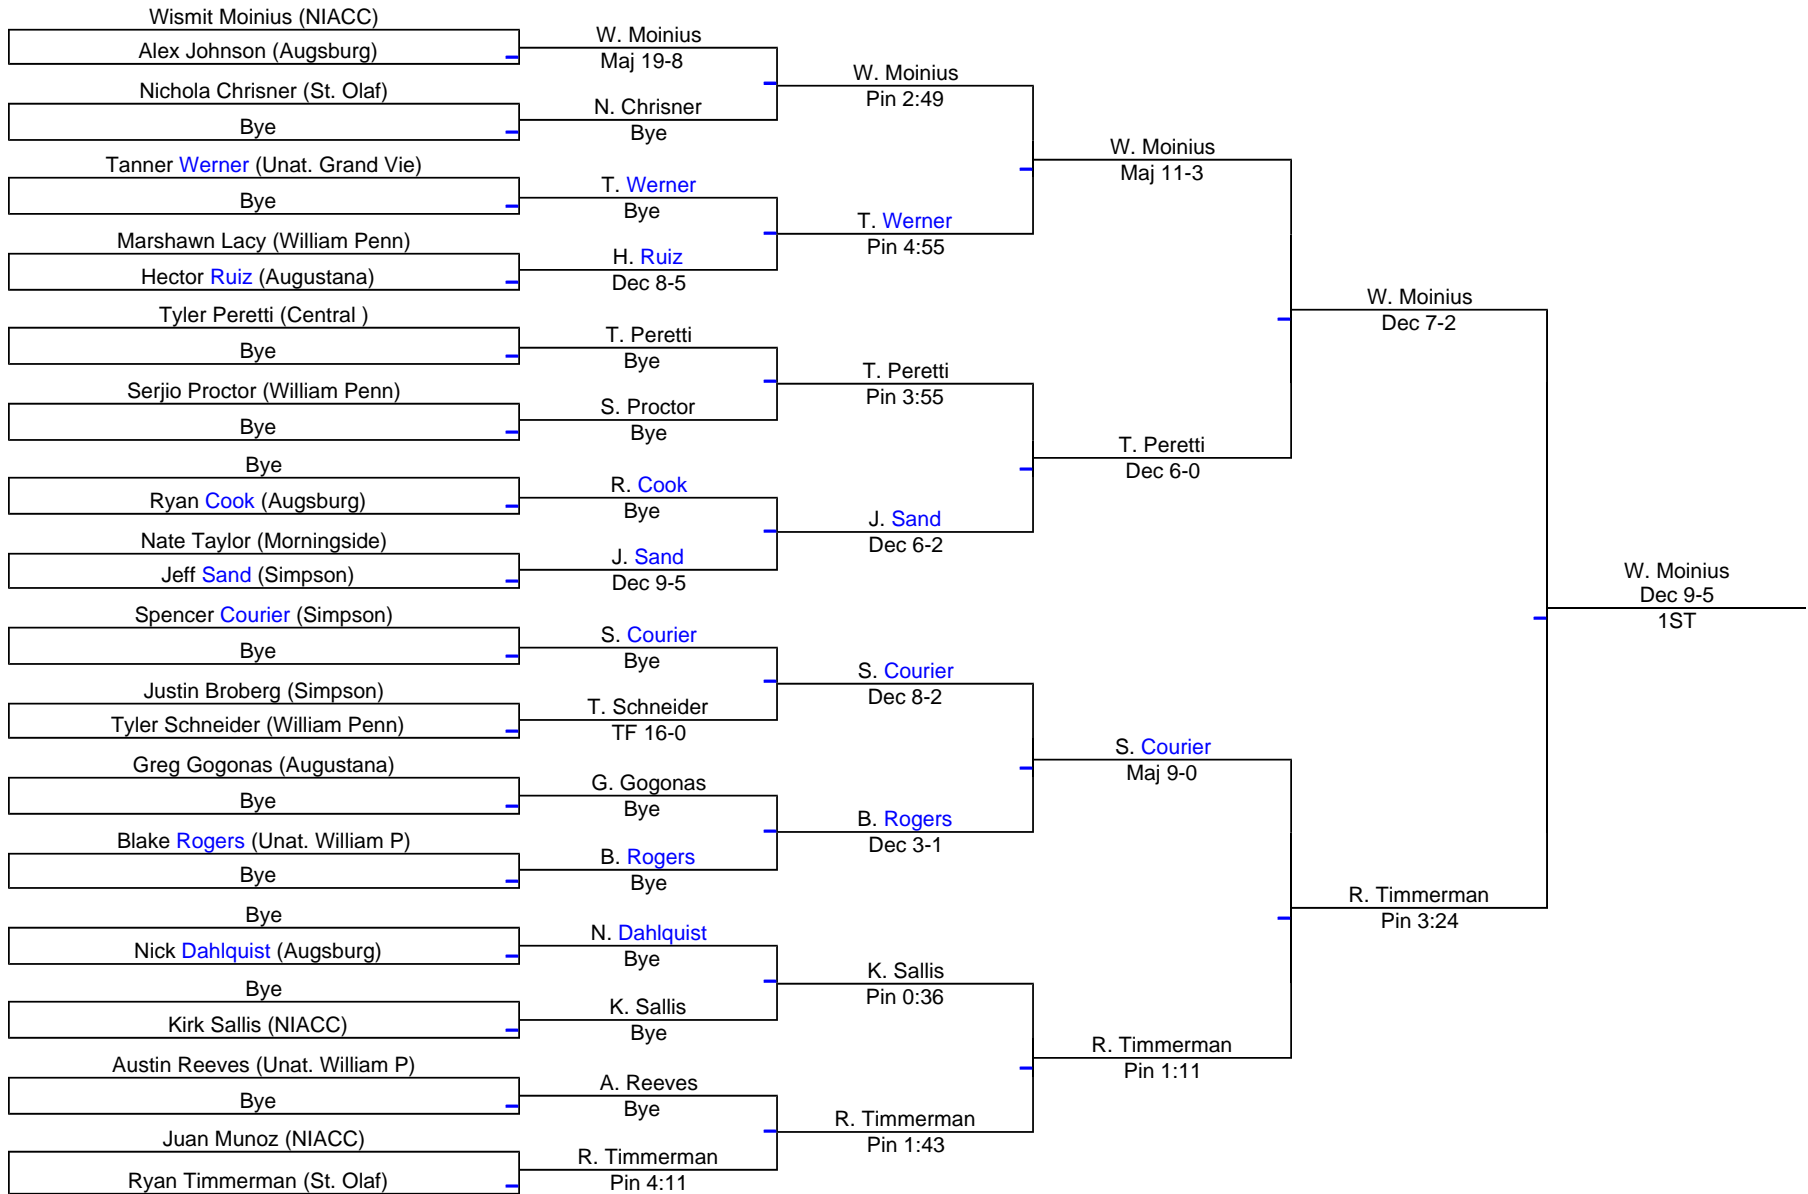 Wismit Moinius (NIACC)
Alex Johnson (Augsburg)
Nichola Chrisner (St. Olaf)
Bye
Tanner Werner (Unat. Grand Vie)
Bye
Marshawn Lacy (William Penn)
Hector Ruiz (Augustana)
Tyler Peretti (Central )
Bye
Serjio Proctor (William Penn)
Bye
Bye
Ryan Cook (Augsburg)
Nate Taylor (Morningside)
Jeff Sand (Simpson)
Spencer Courier (Simpson)
Bye
Justin Broberg (Simpson)
Tyler Schneider (William Penn)
Greg Gogonas (Augustana)
Bye
Blake Rogers (Unat. William P)
Bye
Bye
Nick Dahlquist (Augsburg)
Bye
Kirk Sallis (NIACC)
Austin Reeves (Unat. William P)
Bye
Juan Munoz (NIACC)
Ryan Timmerman (St. Olaf)
W. Moinius
Maj 19-8
N. Chrisner
Bye
T. Werner
Bye
H. Ruiz
Dec 8-5
T. Peretti
Bye
S. Proctor
Bye
R. Cook
Bye
J. Sand
Dec 9-5
S. Courier
Bye
T. Schneider
TF 16-0
G. Gogonas
Bye
B. Rogers
Bye
N. Dahlquist
Bye
K. Sallis
Bye
A. Reeves
Bye
R. Timmerman
Pin 4:11
W. Moinius
Pin 2:49
T. Werner
Pin 4:55
T. Peretti
Pin 3:55
J. Sand
Dec 6-2
S. Courier
Dec 8-2
B. Rogers
Dec 3-1
K. Sallis
Pin 0:36
R. Timmerman
Pin 1:43
W. Moinius
Maj 11-3
T. Peretti
Dec 6-0
S. Courier
Maj 9-0
R. Timmerman
Pin 1:11
W. Moinius
Dec 7-2
R. Timmerman
Pin 3:24
W. Moinius
Dec 9-5
1ST